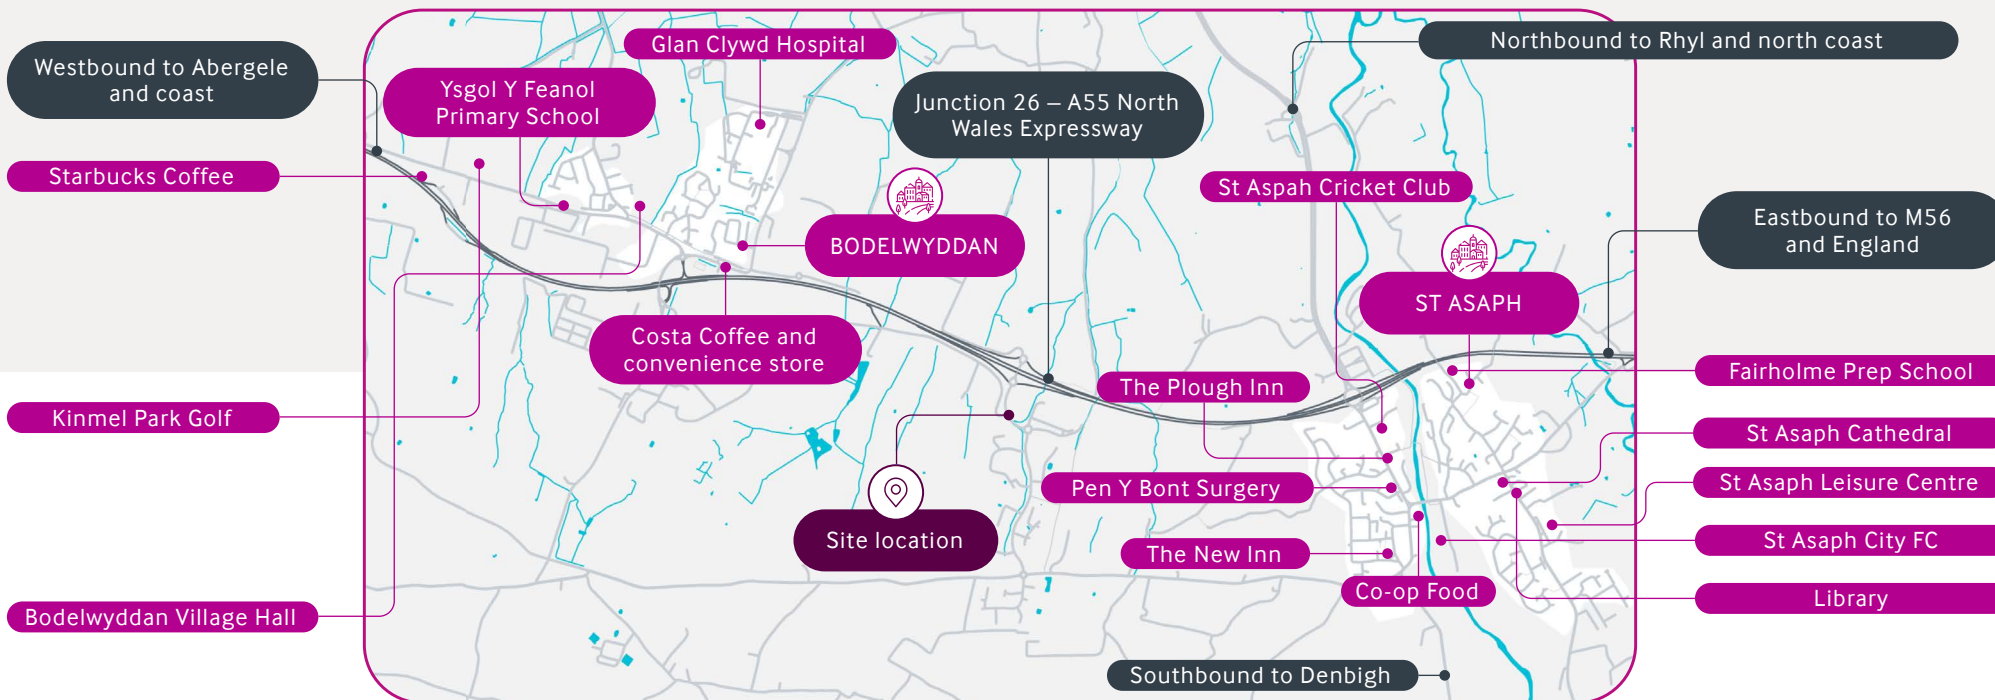 Westbound to Abergele
and coast
Starbucks Coffee
Kinmel Park Golf
Bodelwyddan Village Hall
Glan Clywd Hospital
Ysgol Y Feanol
Primary School
BODELWYDDAN
Costa Coffee and
convenience store
Junction 26 – A55 North
Wales Expressway
Site location
Northbound to Rhyl and north coast
St Aspah Cricket Club
Eastbound to M56
and England
ST ASAPH
The Plough Inn
Pen Y Bont Surgery
The New Inn
Co-op Food
Southbound to Denbigh
Fairholme Prep School
St Asaph Cathedral
St Asaph Leisure Centre
St Asaph City FC
Library